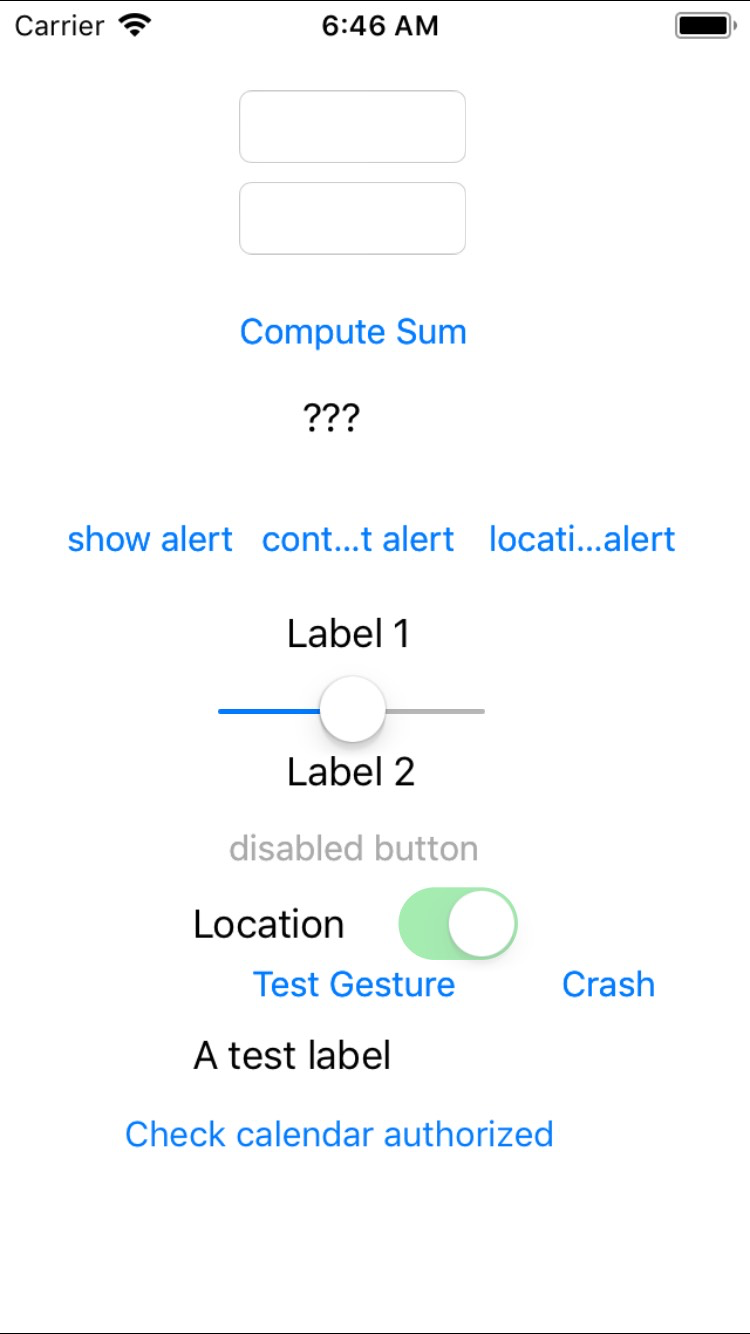 Carrier 6:46 AM
Compute Sum
???
show alert cont...t alert locati...alert
Label 1
Label 2
disabled button
Location
Test Gesture Crash
A test label
Check calendar authorized